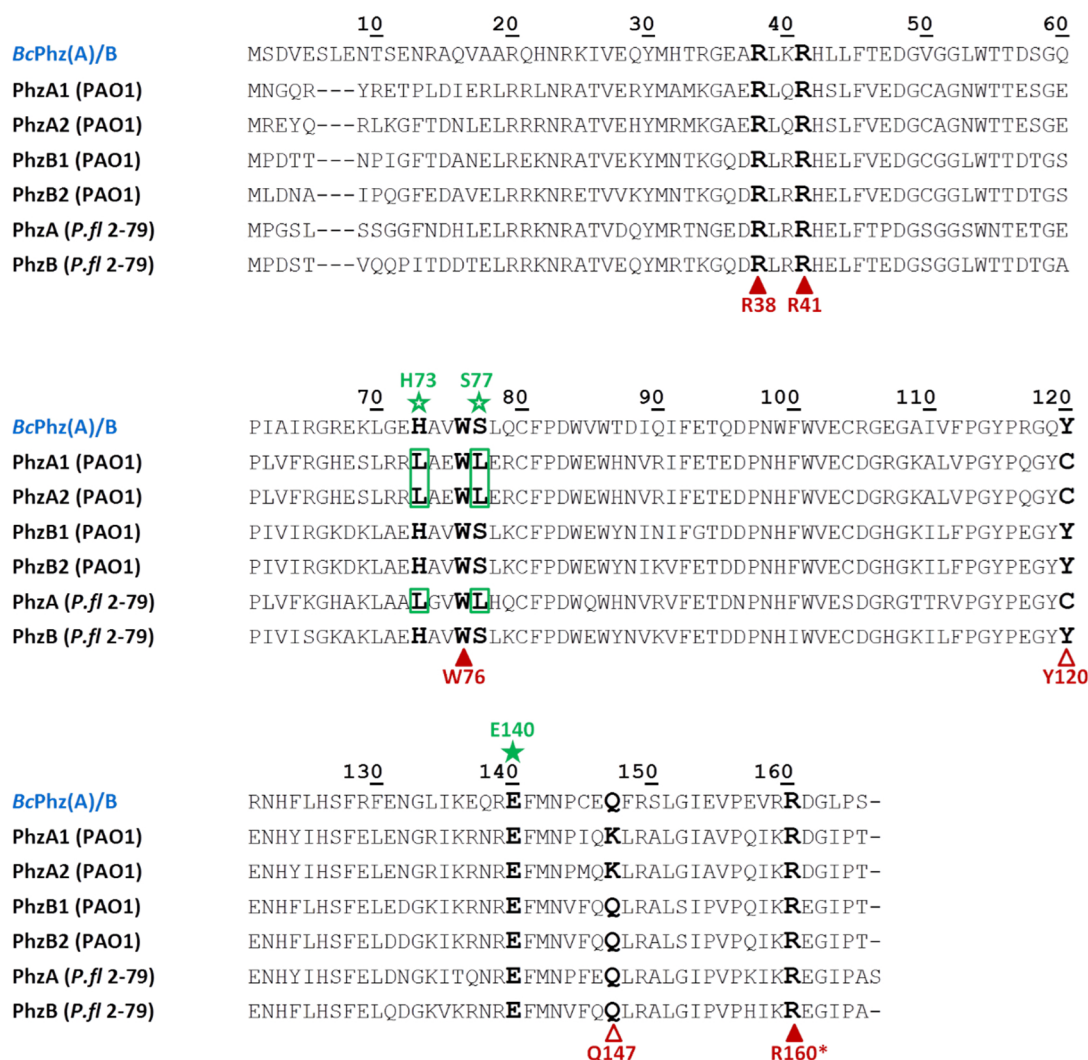 10 20 30 40 50 60
BcPhz(A)/B MSDVESLENTSENRAQVAARQHNRKIVEQYMHTRGEARLKRHLLFTEDGVGGLWTTDSGQ
PhzA1 (PAO1) MNGQR---YRETPLDIERLRRLNRATVERYMAMKGAERLQRHSLFVEDGCAGNWTTESGE
PhzA2 (PAO1) MREYQ---RLKGFTDNLELRRRNRATVEHYMRMKGAERLQRHSLFVEDGCAGNWTTESGE
PhzB1 (PAO1) MPDTT---NPIGFTDANELREKNRATVEKYMNTKGQDRLRRHELFVEDGCGGLWTTDTGS
PhzB2 (PAO1) MLDNA---IPQGFEDAVELRRKNRETVVKYMNTKGQDRLRRHELFVEDGCGGLWTTDTGS
PhzA (P.fl 2-79) MPGSL---SSGGFNDHLELRRKNRATVDQYMRTNGEDRLRRHELFTPDGSGGSWNTETGE
PhzB (P.fl 2-79) MPDST---VQQPITDDTELRRKNRATVEQYMRTKGQDRLRRHELFTEDGSGGLWTTDTGA
R38 R41
H73 S77
70 80 90 100 110 120
BcPhz(A)/B PIAIRGREKLGEHAVWSLQCFPDWVWTDIQIFETQDPNWFWVECRGEGAIVFPGYPRGQY
PhzA1 (PAO1) PLVFRGHESLRRLAEWLERCFPDWEWHNVRIFETEDPNHFWVECDGRGKALVPGYPQGYC
PhzA2 (PAO1) PLVFRGHESLRRLAEWLERCFPDWEWHNVRIFETEDPNHFWVECDGRGKALVPGYPQGYC
PhzB1 (PAO1) PIVIRGKDKLAEHAVWSLKCFPDWEWYNINIFGTDDPNHFWVECDGHGKILFPGYPEGYY
PhzB2 (PAO1) PIVIRGKDKLAEHAVWSLKCFPDWEWYNIKVFETDDPNHFWVECDGHGKILFPGYPEGYY
PhzA (P.fl 2-79) PLVFKGHAKLAALGVWLHQCFPDWQWHNVRVFETDNPNHFWVESDGRGTTRVPGYPEGYC
PhzB (P.fl 2-79) PIVISGKAKLAEHAVWSLKCFPDWEWYNVKVFETDDPNHIWVECDGHGKILFPGYPEGYY
W76 Y120
E140
130 140 150 160
BcPhz(A)/B RNHFLHSFRFENGLIKEQREFMNPCEQFRSLGIEVPEVRRDGLPS-
PhzA1 (PAO1) ENHYIHSFELENGRIKRNREFMNPIQKLRALGIAVPQIKRDGIPT-
PhzA2 (PAO1) ENHYIHSFELENGRIKRNREFMNPMQKLRALGIAVPQIKRDGIPT-
PhzB1 (PAO1) ENHFLHSFELEDGKIKRNREFMNVFQQLRALSIPVPQIKREGIPT-
PhzB2 (PAO1) ENHFLHSFELDDGKIKRNREFMNVFQQLRALSIPVPQIKREGIPT-
PhzA (P.fl 2-79) ENHYIHSFELDNGKITQNREFMNPFEQLRALGIPVPKIKREGIPAS
PhzB (P.fl 2-79) ENHFLHSFELQDGKVKRNREFMNVFQQLRALGIPVPHIKREGIPA-
Q147 R160*